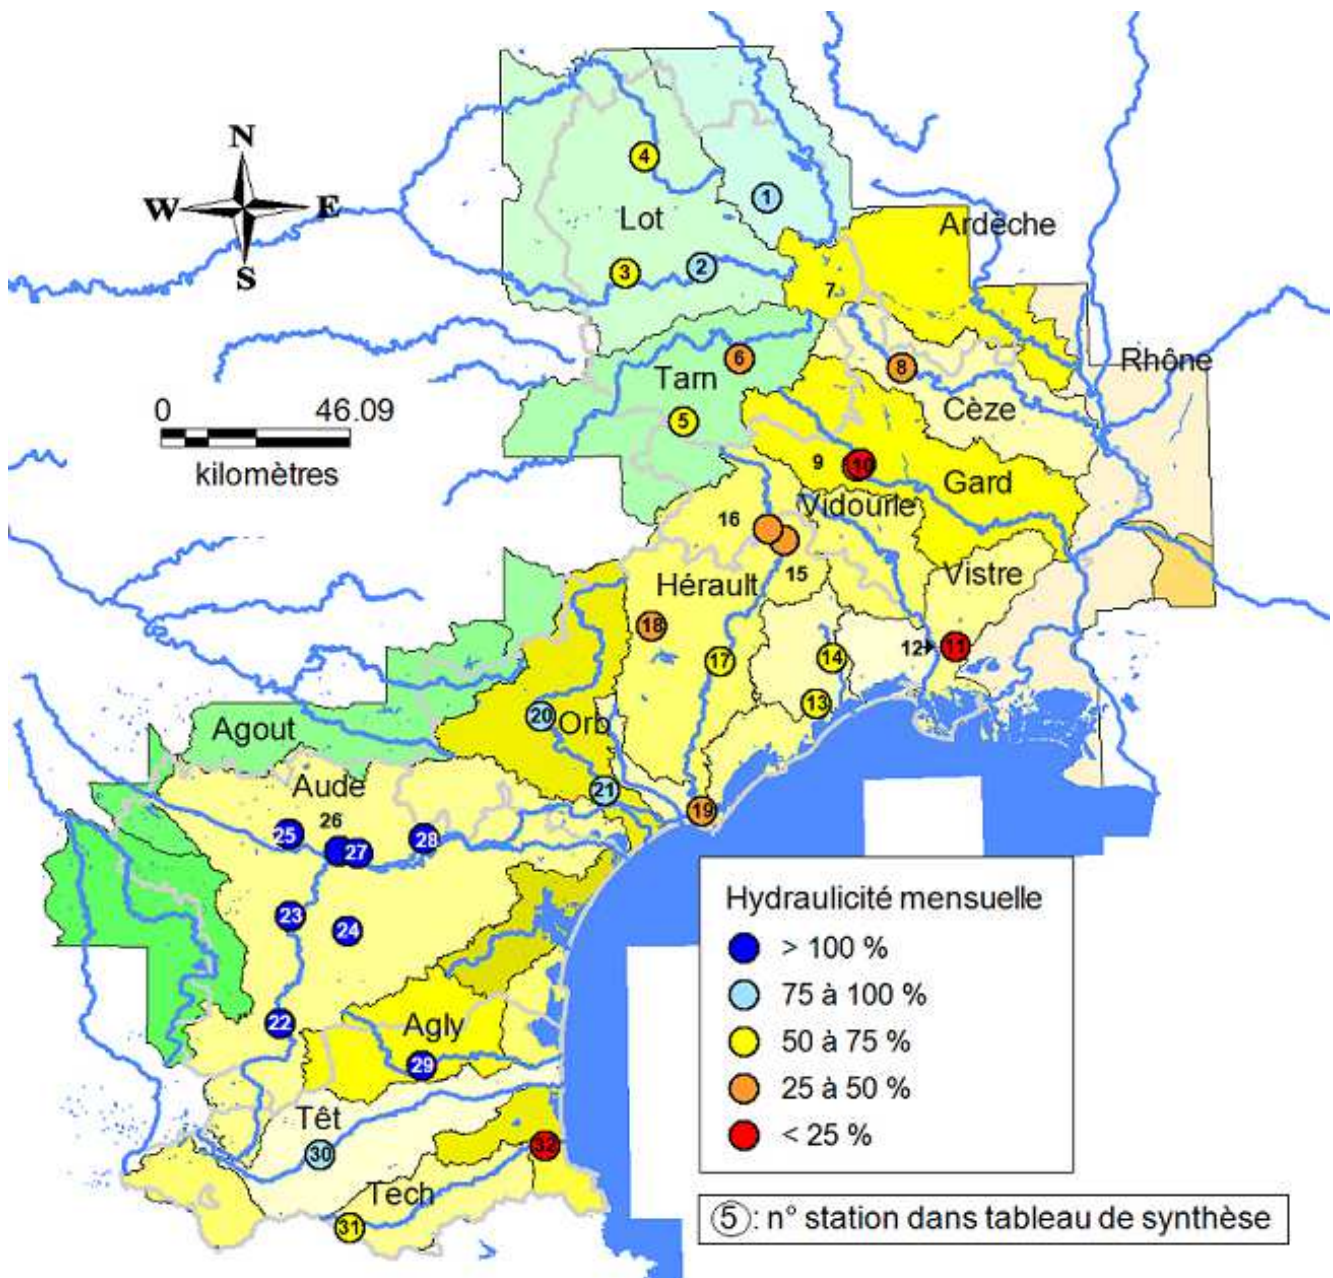 N
W
E
S
0 46.09
kilomètres
4
1
Lot
Ardèche
3
2
7
6
Tarn
8
Rhône
Cèze
5
9
10
Gard
Vidourle
16
15
Vistre
Hérault
18
17
14
12
11
13
20
Orb
Agout
21
19
Aude
26
25
27
28
23
24
22
Agly
29
Têt
30
Tech
32
31
Hydraulicité mensuelle
> 100 %
75 à 100 %
50 à 75 %
25 à 50 %
< 25 %
5 : n° station dans tableau de synthèse